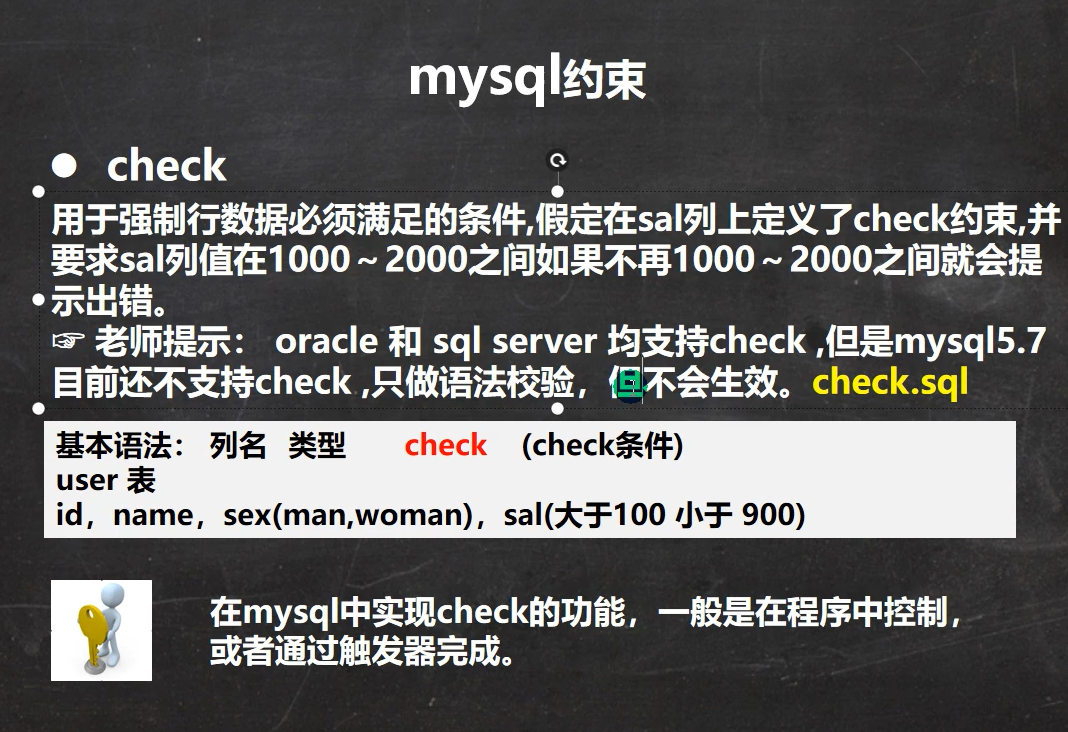 mysql约束
● check
用于强制行数据必须满足的条件,假定在sal列上定义了check约束,并
要求sal列值在1000～2000之间如果不再1000～2000之间就会提
示出错。
☞ 老师提示： oracle 和 sql server 均支持check ,但是mysql5.7
目前还不支持check ,只做语法校验，但不会生效。check.sql
基本语法： 列名 类型 check (check条件)
user 表
id，name，sex(man,woman)，sal(大于100 小于 900)
在mysql中实现check的功能，一般是在程序中控制，
或者通过触发器完成。